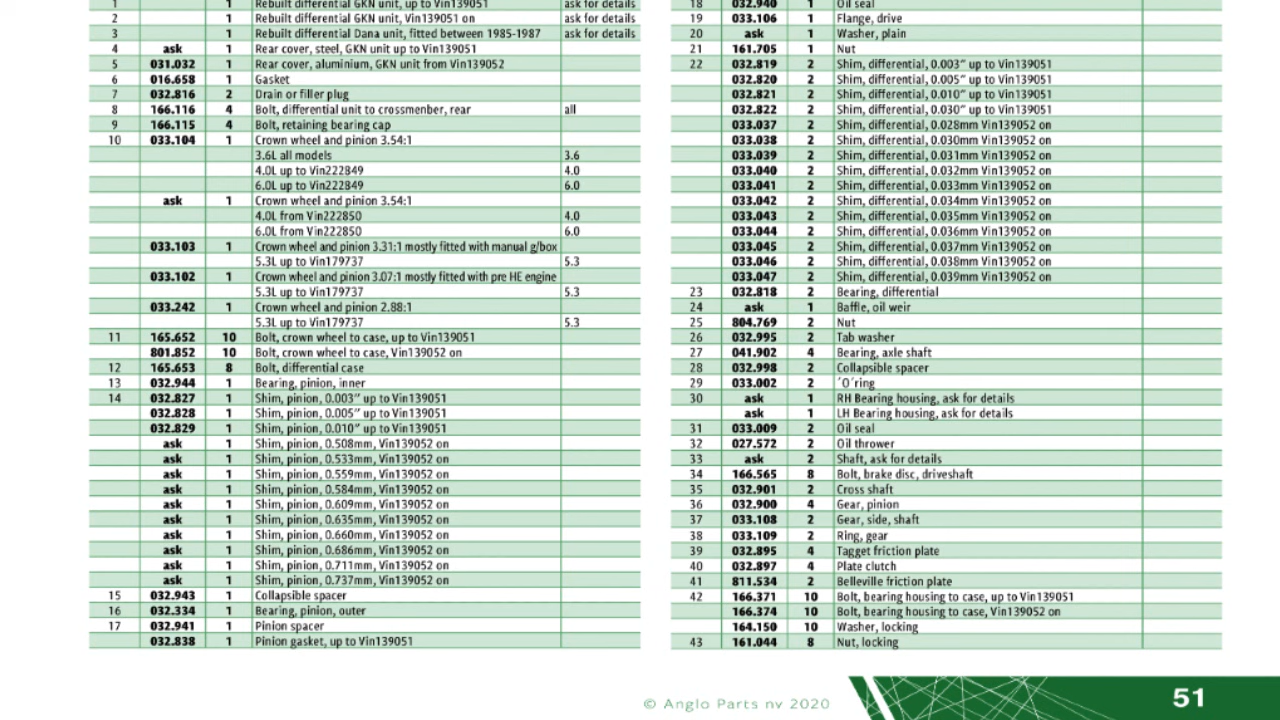 1 1 Rebuilt differential GKN unit, up to Vin139051 ask for details
2 1 Rebuilt differential GKN unit, Vin139051 on ask for details
3 1 Rebuilt differential Dana unit, fitted between 1985-1987 ask for details
4 ask 1 Rear cover, steel, GKN unit up to Vin139051
5 031.032 1 Rear cover, aluminium, GKN unit from Vin139052
6 016.658 1 Gasket
7 032.816 2 Drain or filler plug
8 166.116 4 Bolt, differential unit to crossmenber, rear all
9 166.115 4 Bolt, retaining bearing cap
10 033.104 1 Crown wheel and pinion 3.54:1
3.6L all models 3.6
4.0L up to Vin222849 4.0
6.0L up to Vin222849 6.0
ask 1 Crown wheel and pinion 3.54:1
4.0L from Vin222850 4.0
6.0L from Vin222850 6.0
033.103 1 Crown wheel and pinion 3.31:1 mostly fitted with manual g/box
5.3L up to Vin179737 5.3
033.102 1 Crown wheel and pinion 3.07:1 mostly fitted with pre HE engine
5.3L up to Vin179737 5.3
033.242 1 Crown wheel and pinion 2.88:1
5.3L up to Vin179737 5.3
11 165.652 10 Bolt, crown wheel to case, up to Vin139051
801.852 10 Bolt, crown wheel to case, Vin139052 on
12 165.653 8 Bolt, differential case
13 032.944 1 Bearing, pinion, inner
14 032.827 1 Shim, pinion, 0.003″ up to Vin139051
032.828 1 Shim, pinion, 0.005″ up to Vin139051
032.829 1 Shim, pinion, 0.010″ up to Vin139051
ask 1 Shim, pinion, 0.508mm, Vin139052 on
ask 1 Shim, pinion, 0.533mm, Vin139052 on
ask 1 Shim, pinion, 0.559mm, Vin139052 on
ask 1 Shim, pinion, 0.584mm, Vin139052 on
ask 1 Shim, pinion, 0.609mm, Vin139052 on
ask 1 Shim, pinion, 0.635mm, Vin139052 on
ask 1 Shim, pinion, 0.660mm, Vin139052 on
ask 1 Shim, pinion, 0.686mm, Vin139052 on
ask 1 Shim, pinion, 0.711mm, Vin139052 on
ask 1 Shim, pinion, 0.737mm, Vin139052 on
15 032.943 1 Collapsible spacer
16 032.334 1 Bearing, pinion, outer
17 032.941 1 Pinion spacer
032.838 1 Pinion gasket, up to Vin139051
18 032.940 1 Oil seal
19 033.106 1 Flange, drive
20 ask 1 Washer, plain
21 161.705 1 Nut
22 032.819 2 Shim, differential, 0.003″ up to Vin139051
032.820 2 Shim, differential, 0.005″ up to Vin139051
032.821 2 Shim, differential, 0.010″ up to Vin139051
032.822 2 Shim, differential, 0.030″ up to Vin139051
033.037 2 Shim, differential, 0.028mm Vin139052 on
033.038 2 Shim, differential, 0.030mm Vin139052 on
033.039 2 Shim, differential, 0.031mm Vin139052 on
033.040 2 Shim, differential, 0.032mm Vin139052 on
033.041 2 Shim, differential, 0.033mm Vin139052 on
033.042 2 Shim, differential, 0.034mm Vin139052 on
033.043 2 Shim, differential, 0.035mm Vin139052 on
033.044 2 Shim, differential, 0.036mm Vin139052 on
033.045 2 Shim, differential, 0.037mm Vin139052 on
033.046 2 Shim, differential, 0.038mm Vin139052 on
033.047 2 Shim, differential, 0.039mm Vin139052 on
23 032.818 2 Bearing, differential
24 ask 1 Baffle, oil weir
25 804.769 2 Nut
26 032.995 2 Tab washer
27 041.902 4 Bearing, axle shaft
28 032.998 2 Collapsible spacer
29 033.002 2 ´O´ring
30 ask 1 RH Bearing housing, ask for details
ask 1 LH Bearing housing, ask for details
31 033.009 2 Oil seal
32 027.572 2 Oil thrower
33 ask 2 Shaft, ask for details
34 166.565 8 Bolt, brake disc, driveshaft
35 032.901 2 Cross shaft
36 032.900 4 Gear, pinion
37 033.108 2 Gear, side, shaft
38 033.109 2 Ring, gear
39 032.895 4 Tagget friction plate
40 032.897 4 Plate clutch
41 811.534 2 Belleville friction plate
42 166.371 10 Bolt, bearing housing to case, up to Vin139051
166.374 10 Bolt, bearing housing to case, Vin139052 on
164.150 10 Washer, locking
43 161.044 8 Nut, locking
© Anglo Parts nv 2020
51